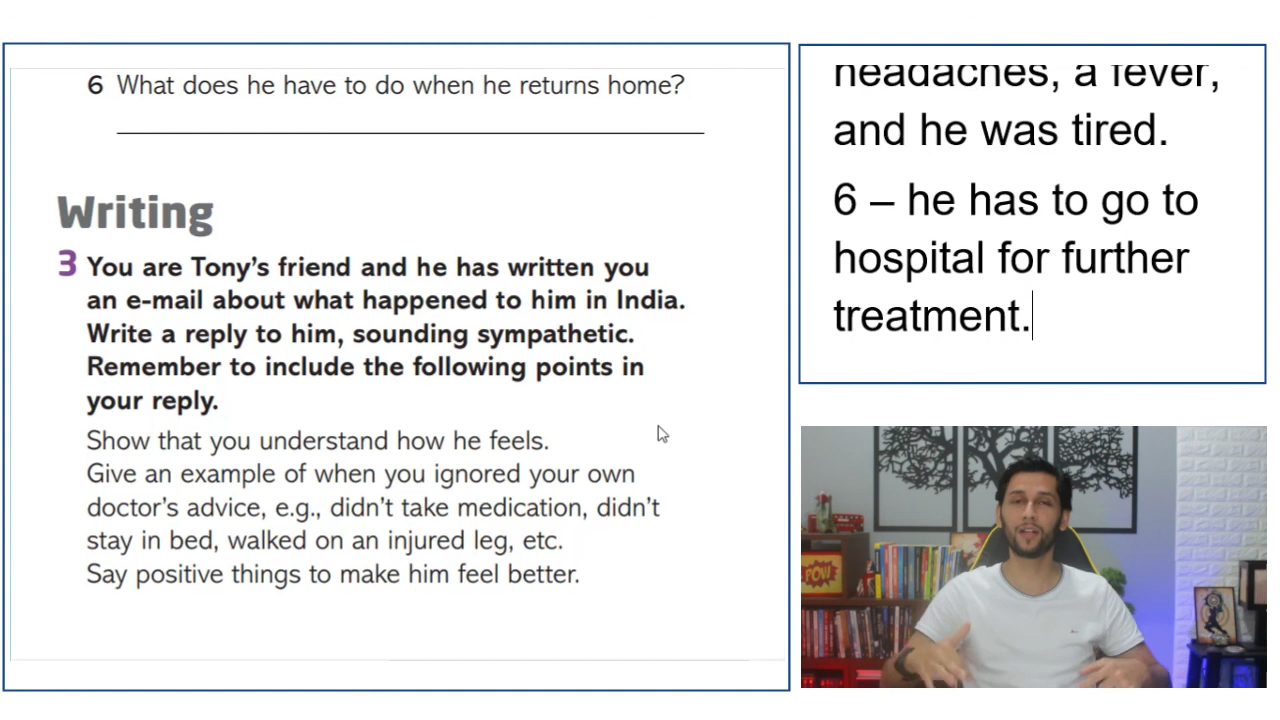 6 What does he have to do when he returns home?
Writing
3 You are Tony's friend and he has written you
an e-mail about what happened to him in India.
Write a reply to him, sounding sympathetic.
Remember to include the following points in
your reply.
Show that you understand how he feels.
Give an example of when you ignored your own
doctor's advice, e.g., didn't take medication, didn't
stay in bed, walked on an injured leg, etc.
Say positive things to make him feel better.
headaches, a fever,
and he was tired.
6 – he has to go to
hospital for further
treatment.
POW